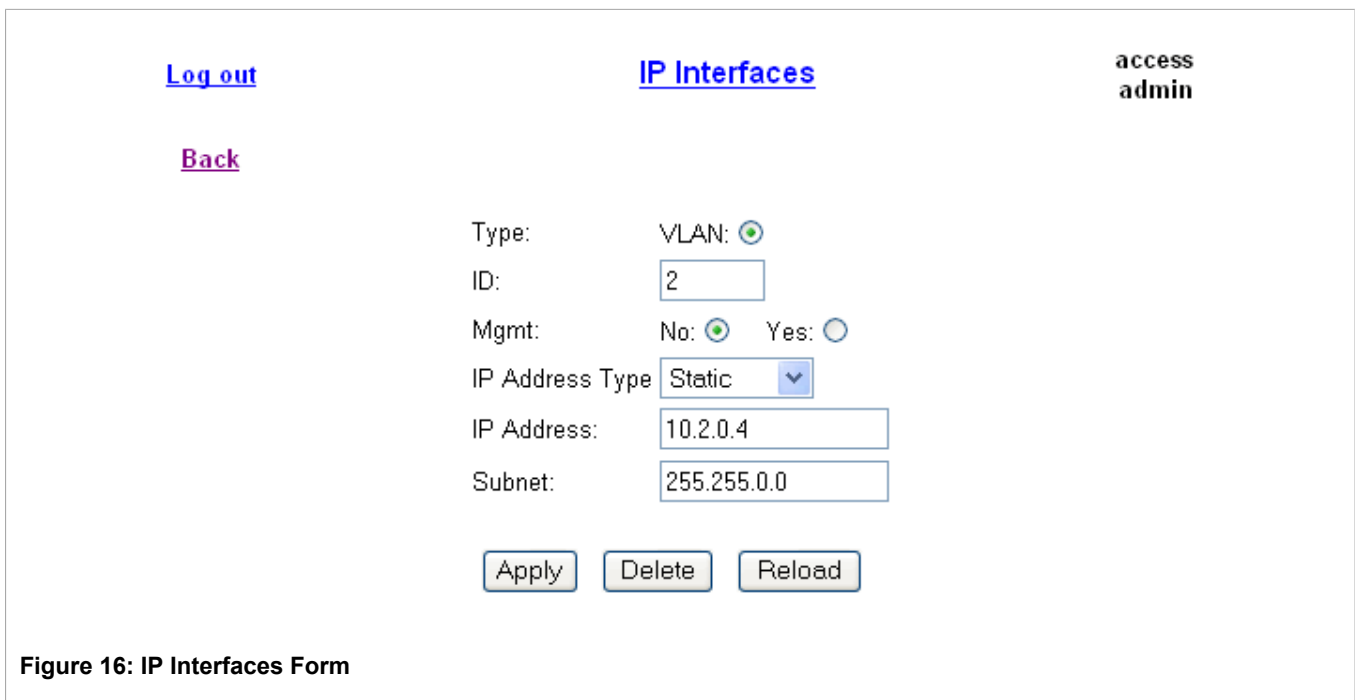 Log out
IP Interfaces
access
admin
Back
Type: VLAN:
ID: 2
Mgmt: No: Yes:
IP Address Type Static
IP Address: 10.2.0.4
Subnet: 255.255.0.0
Apply Delete Reload
Figure 16: IP Interfaces Form